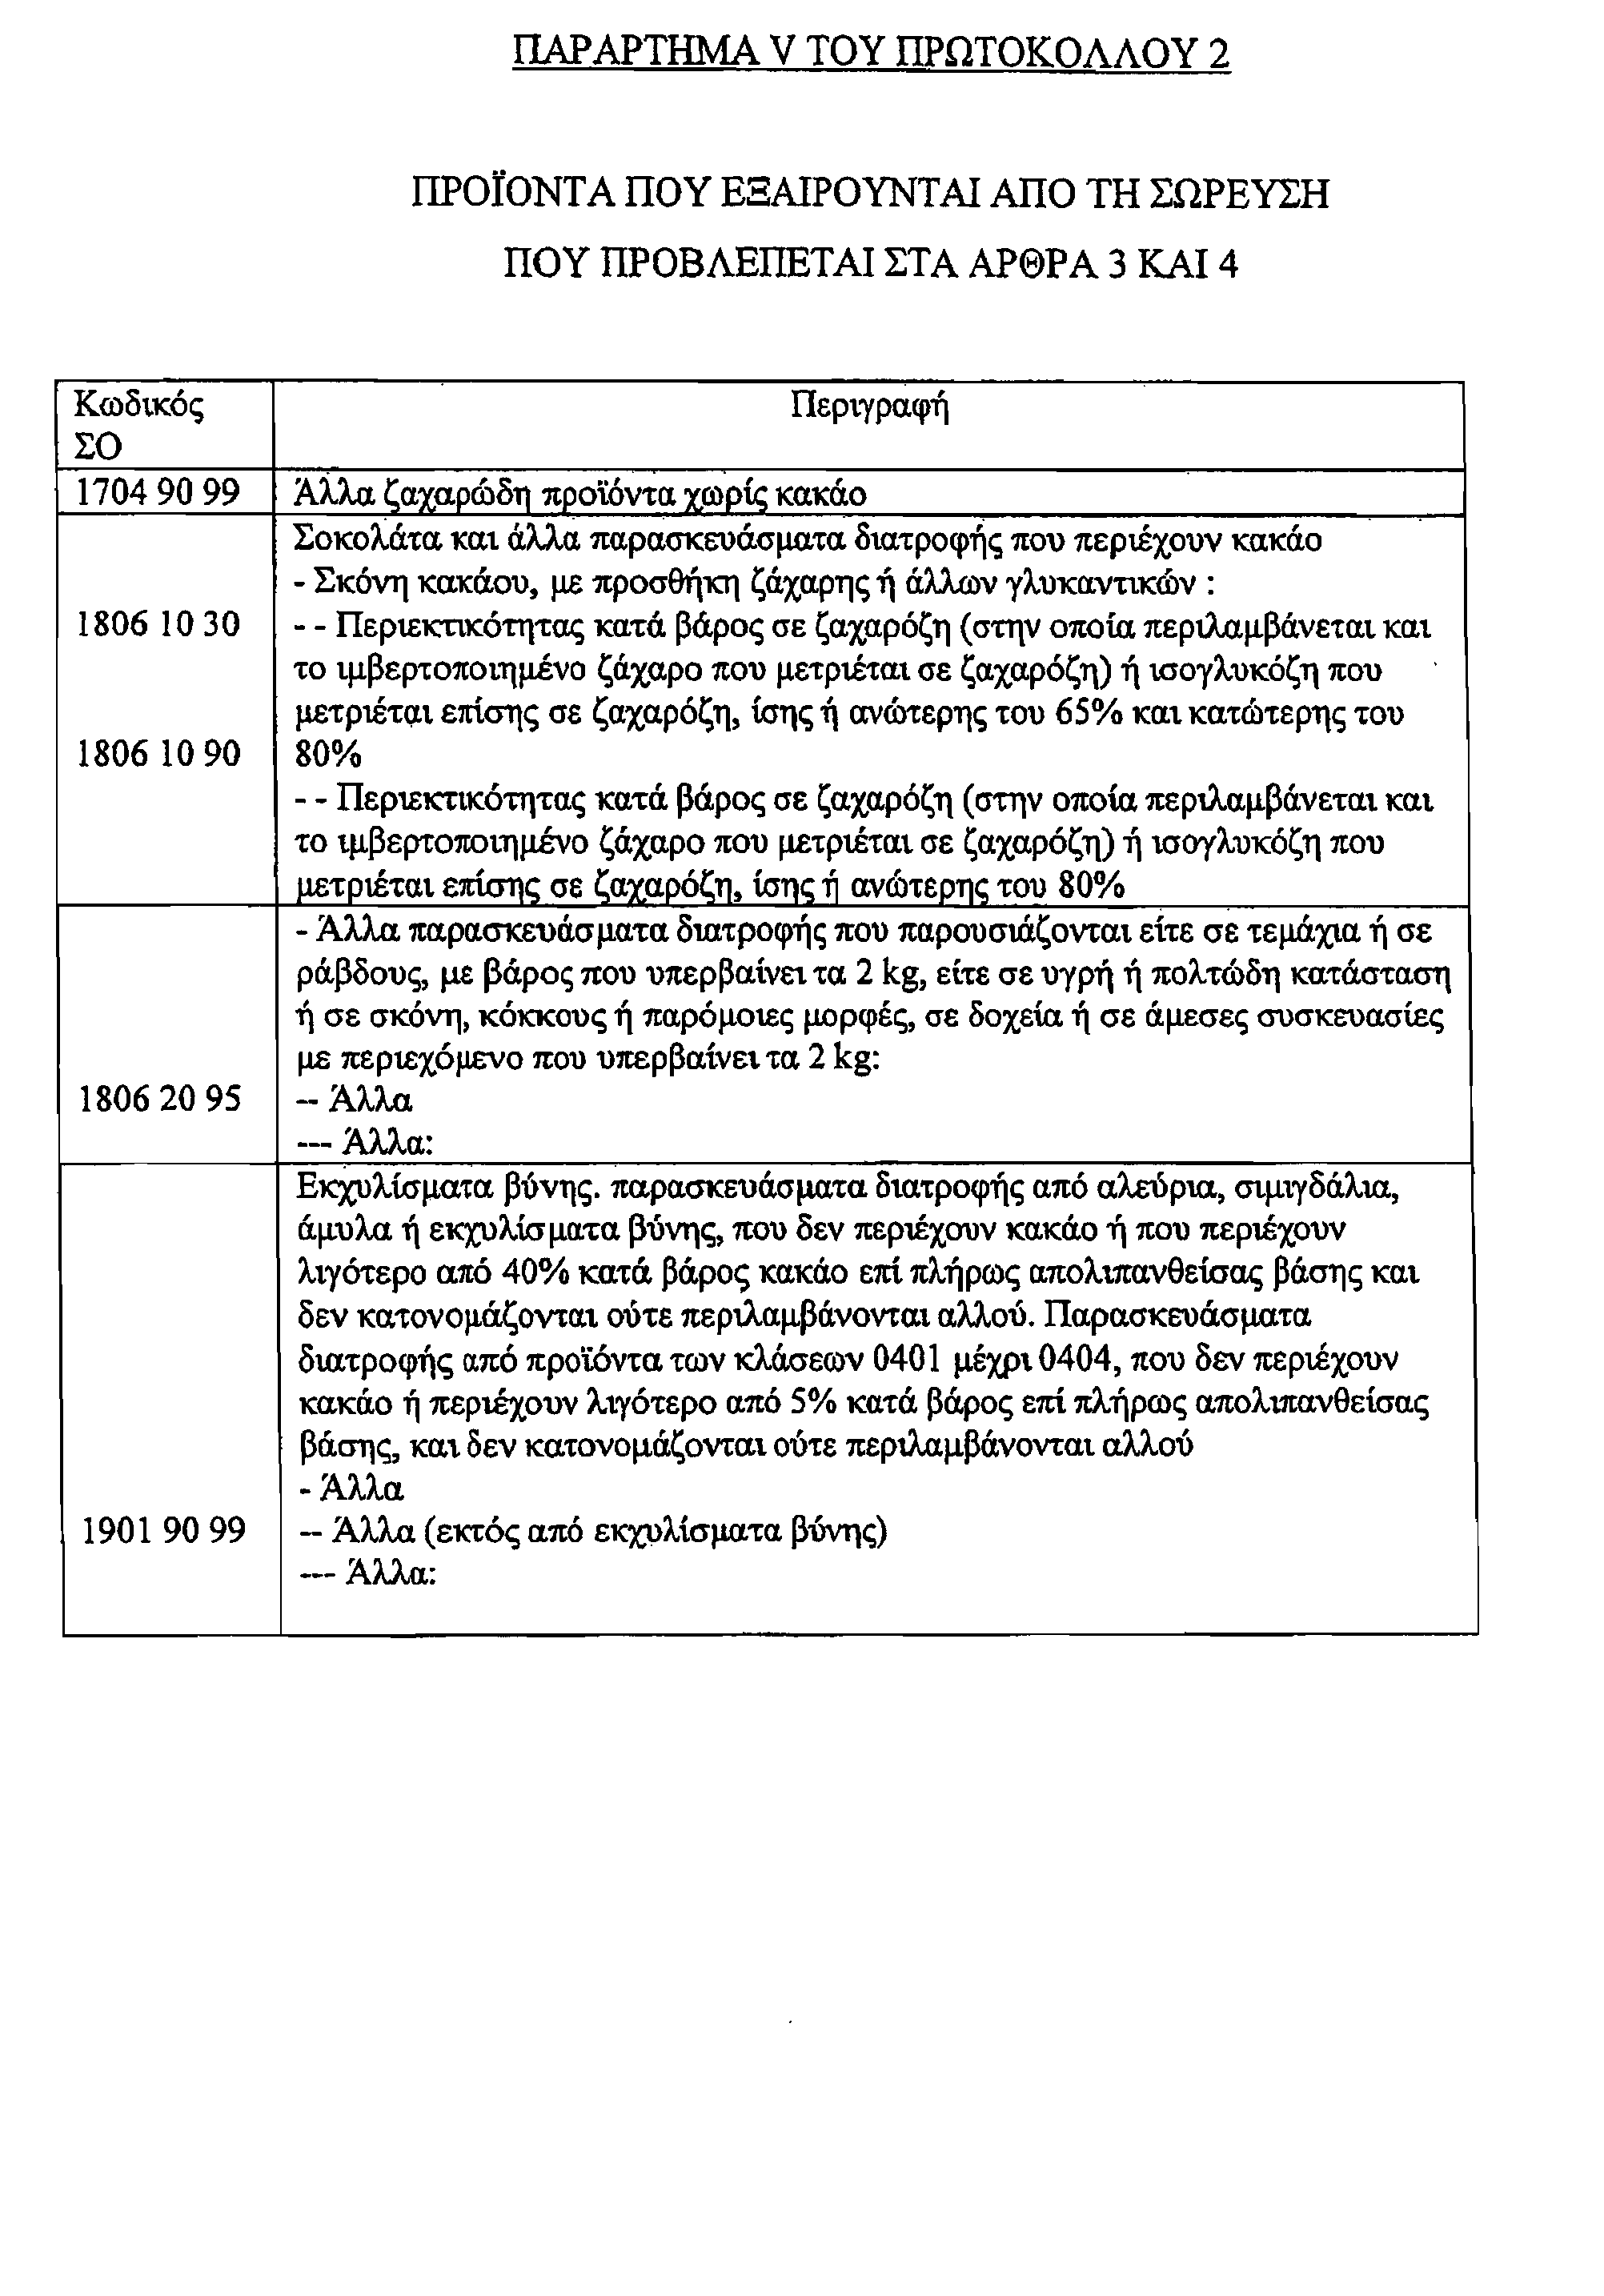 ΠΑΡΑΡΤΗΜΑ V ΤΟΥ ΠΡΩΤΟΚΟΛΛΟΥ 2
ΠΡΟΪΟΝΤΑ ΠΟΥ ΕΞΑΙΡΟΥΝΤΑΙ ΑΠΟ ΤΗ ΣΩΡΕΥΣΗ
ΠΟΥ ΠΡΟΒΛΕΠΕΤΑΙ ΣΤΑ ΑΡΘΡΑ 3 ΚΑΙ 4
Κωδικός
ΣΟ
Περιγραφή
1704 90 99 Άλλα ζαχαρώδη προϊόντα χωρίς κακάο
Σοκολάτα και άλλα παρασκευάσματα διατροφής που περιέχουν κακάο
- Σκόνη κακάου, με προσθήκη ζάχαρης ή άλλων γλυκαντικών :
1806 10 30 - - Περιεκτικότητας κατά βάρος σε ζαχαρόζη (στην οποία περιλαμβάνεται και
το ιμβερτοποιημένο ζάχαρο που μετριέται σε ζαχαρόζη) ή ισογλυκόζη που
μετριέται επίσης σε ζαχαρόζη, ίσης ή ανώτερης του 65% και κατώτερης του
1806 10 90 80%
- - Περιεκτικότητας κατά βάρος σε ζαχαρόζη (στην οποία περιλαμβάνεται και
το ιμβερτοποιημένο ζάχαρο που μετριέται σε ζαχαρόζη) ή ισογλυκόζη που
μετριέται επίσης σε ζαχαρόζη, ίσης ή ανώτερης του 80%
- Άλλα παρασκευάσματα διατροφής που παρουσιάζονται είτε σε τεμάχια ή σε
ράβδους, με βάρος που υπερβαίνει τα 2 kg, είτε σε υγρή ή πολτώδη κατάσταση
ή σε σκόνη, κόκκους ή παρόμοιες μορφές, σε δοχεία ή σε άμεσες συσκευασίες
με περιεχόμενο που υπερβαίνει τα 2 kg:
1806 20 95 -- Άλλα
--- Άλλα:
Εκχυλίσματα βύνης. παρασκευάσματα διατροφής από αλεύρια, σιμιγδάλια,
άμυλα ή εκχυλίσματα βύνης, που δεν περιέχουν κακάο ή που περιέχουν
λιγότερο από 40% κατά βάρος κακάο επί πλήρως απολιπανθείσας βάσης και
δεν κατονομάζονται ούτε περιλαμβάνονται αλλού. Παρασκευάσματα
διατροφής από προϊόντα των κλάσεων 0401 μέχρι 0404, που δεν περιέχουν
κακάο ή περιέχουν λιγότερο από 5% κατά βάρος επί πλήρως απολιπανθείσας
βάσης, και δεν κατονομάζονται ούτε περιλαμβάνονται αλλού
- Άλλα
1901 90 99 -- Άλλα (εκτός από εκχυλίσματα βύνης)
--- Άλλα: